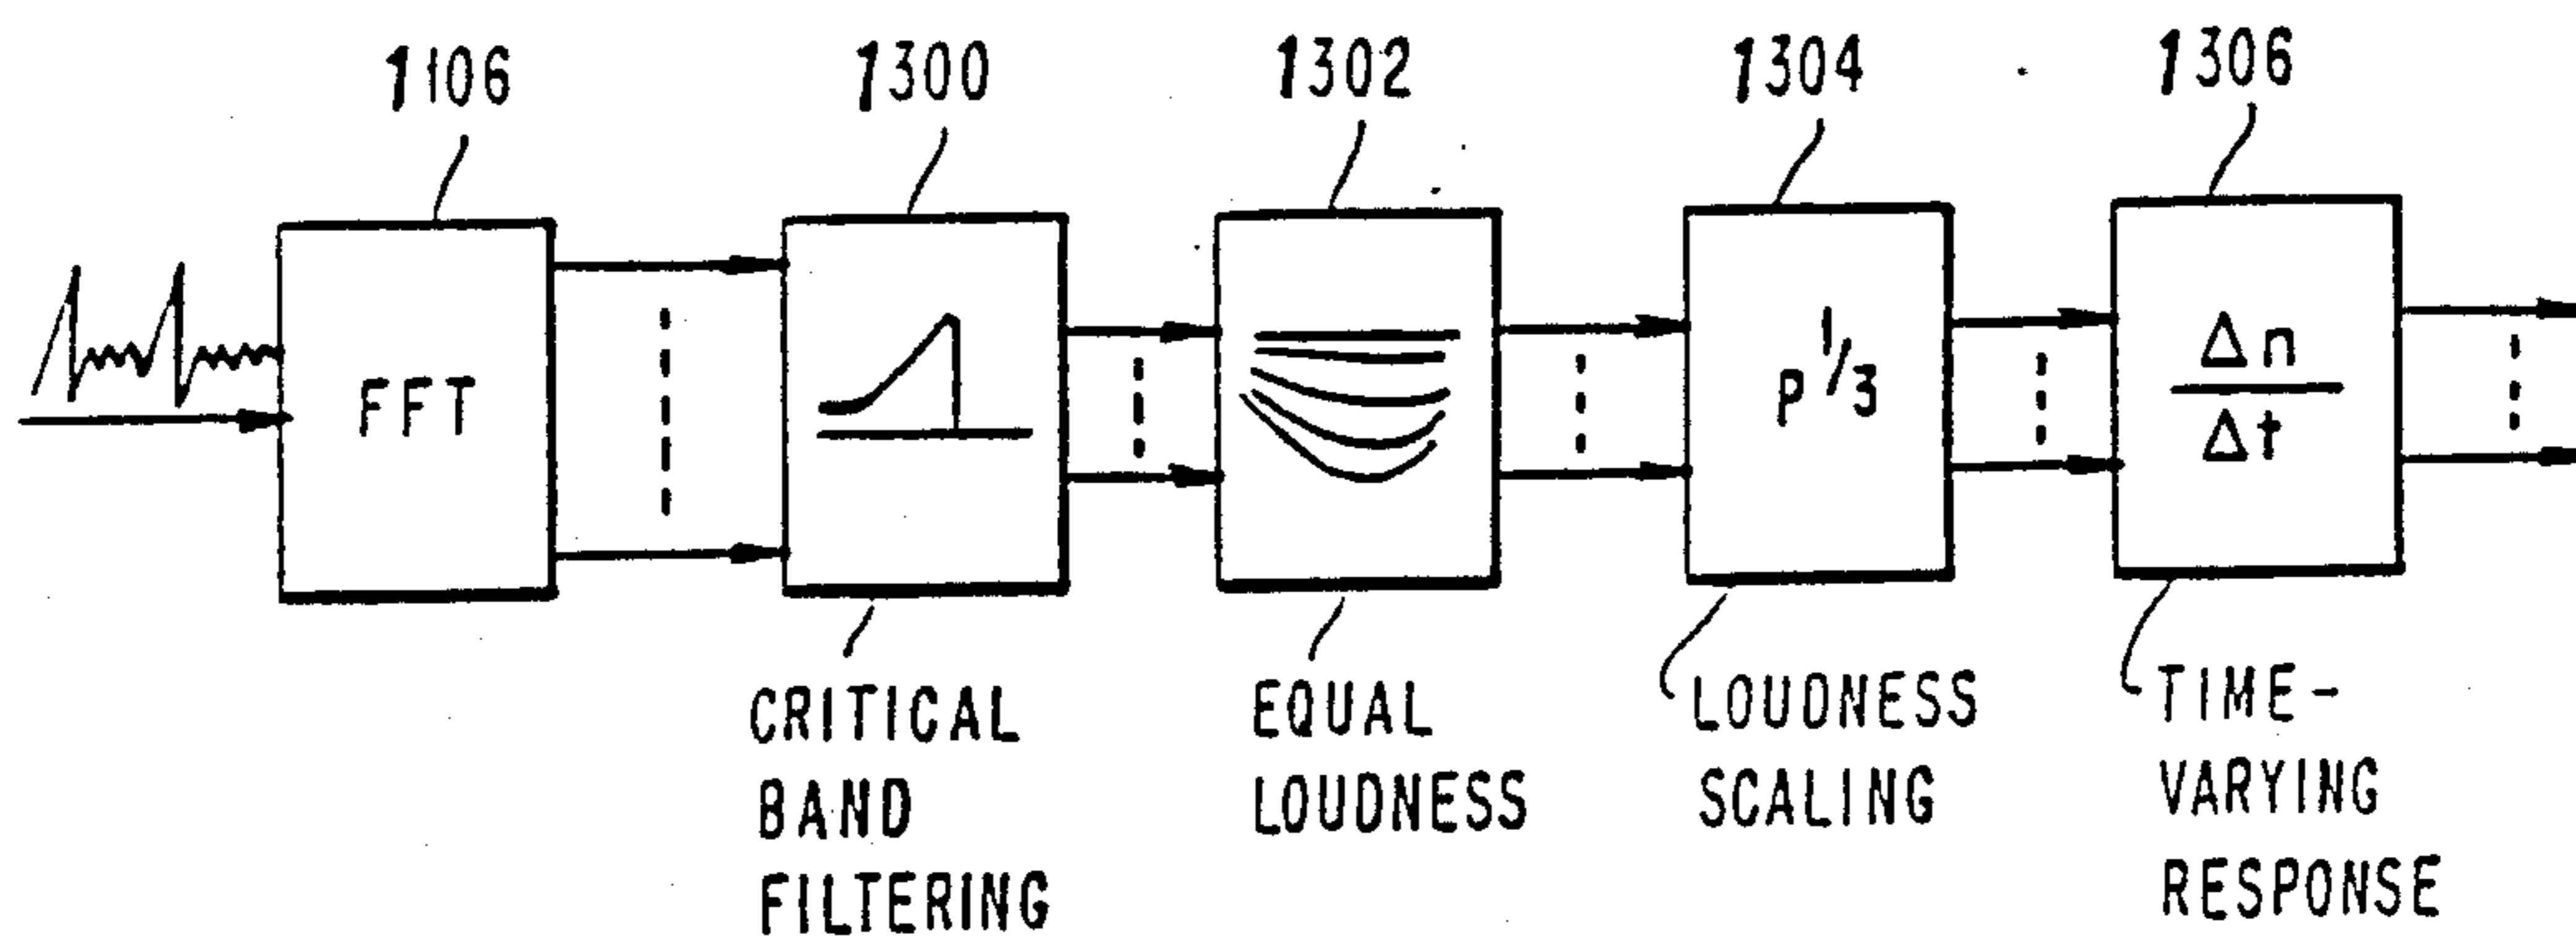 1106
1300
1302
1304
1306
FFT
p 1/3
Δn
Δt
CRITICAL
BAND
FILTERING
EQUAL
LOUDNESS
LOUDNESS
SCALING
TIME-
VARYING
RESPONSE